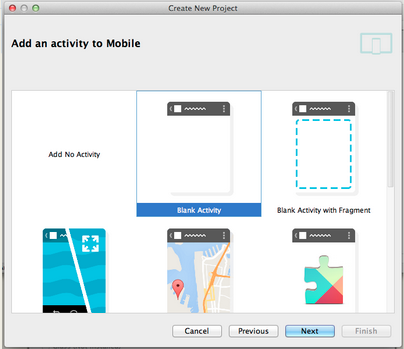 Create New Project
Add an activity to Mobile
Add No Activity
Blank Activity
Blank Activity with Fragment
Cancel
Previous
Next
Finish